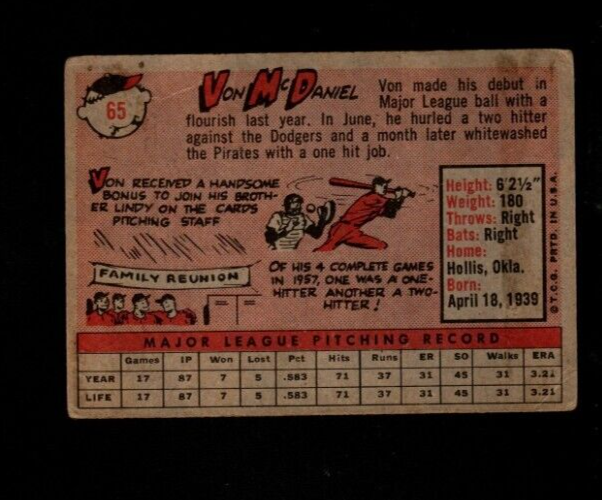 65
VON McDANIEL
Von made his debut in
Major League ball with a
flourish last year. In June, he hurled a two hitter
against the Dodgers and a month later whitewashed
the Pirates with a one hit job.
VON RECEIVED A HANDSOME
BONUS TO JOIN HIS BROTH-
ER LINDY ON THE CARDS
PITCHING STAFF
FAMILY REUNION
OF HIS 4 COMPLETE GAMES
IN 1957, ONE WAS A ONE-
HITTER ANOTHER A TWO-
HITTER!
Height: 6'2½"
Weight: 180
Throws: Right
Bats: Right
Home:
Hollis, Okla.
Born:
April 18, 1939
© T.C.G. PRTD. IN U.S.A.
MAJOR LEAGUE PITCHING RECORD
Games IP Won Lost Pct Hits Runs ER SO Walks ERA
YEAR 17 87 7 5 .583 71 37 31 45 31 3.21
LIFE 17 87 7 5 .583 71 37 31 45 31 3.21